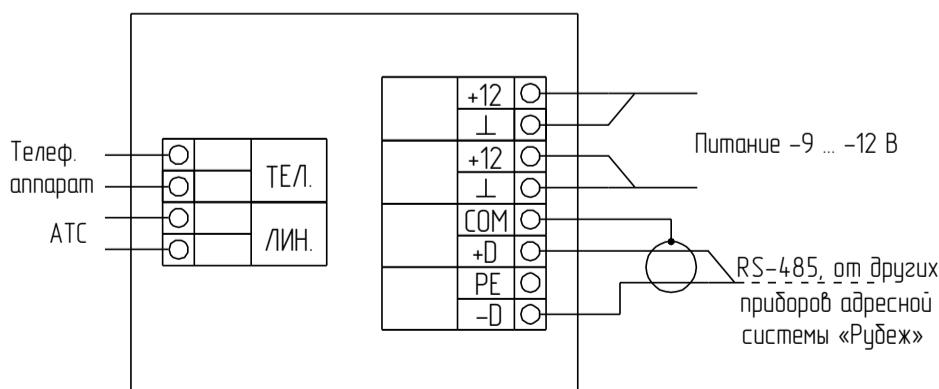 +12
⊥
+12
⊥
COM
+D
PE
–D
Телеф.
аппарат
АТС
ТЕЛ.
ЛИН.
Питание –9 ... –12 В
RS–485, от других
приборов адресной
системы «Рубеж»